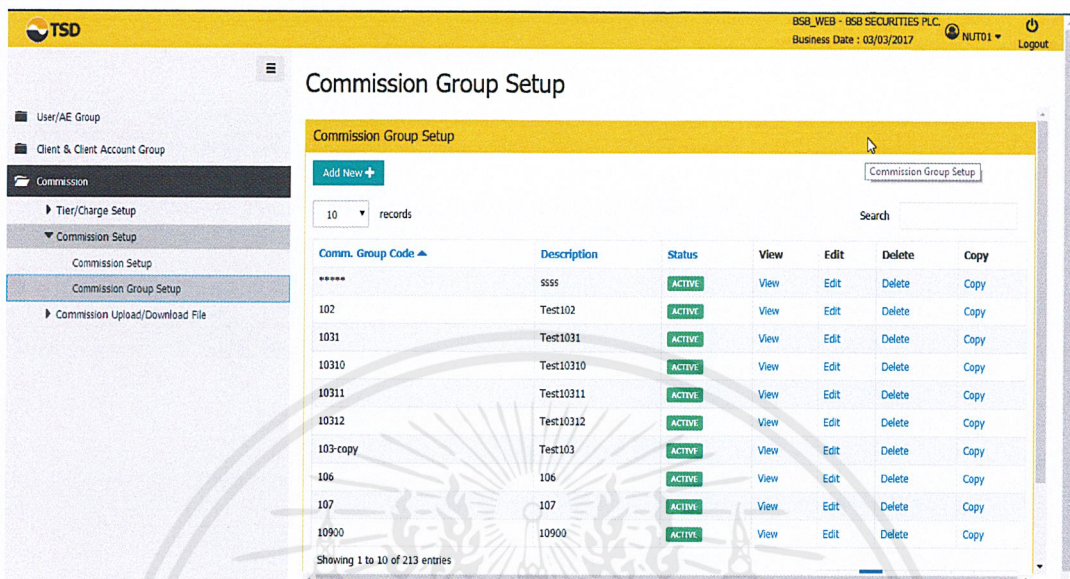 TSD
BSB_WEB - BSB SECURITIES PLC.
Business Date : 03/03/2017
NUT01
Logout
User/AE Group
Client & Client Account Group
Commission
Tier/Charge Setup
Commission Setup
Commission Setup
Commission Group Setup
Commission Upload/Download File
Commission Group Setup
Commission Group Setup
Add New
Commission Group Setup
10 records
Search
Comm. Group Code Description Status View Edit Delete Copy
***** ssss ACTIVE View Edit Delete Copy
102 Test102 ACTIVE View Edit Delete Copy
1031 Test1031 ACTIVE View Edit Delete Copy
10310 Test10310 ACTIVE View Edit Delete Copy
10311 Test10311 ACTIVE View Edit Delete Copy
10312 Test10312 ACTIVE View Edit Delete Copy
103-copy Test103 ACTIVE View Edit Delete Copy
106 106 ACTIVE View Edit Delete Copy
107 107 ACTIVE View Edit Delete Copy
10900 10900 ACTIVE View Edit Delete Copy
Showing 1 to 10 of 213 entries